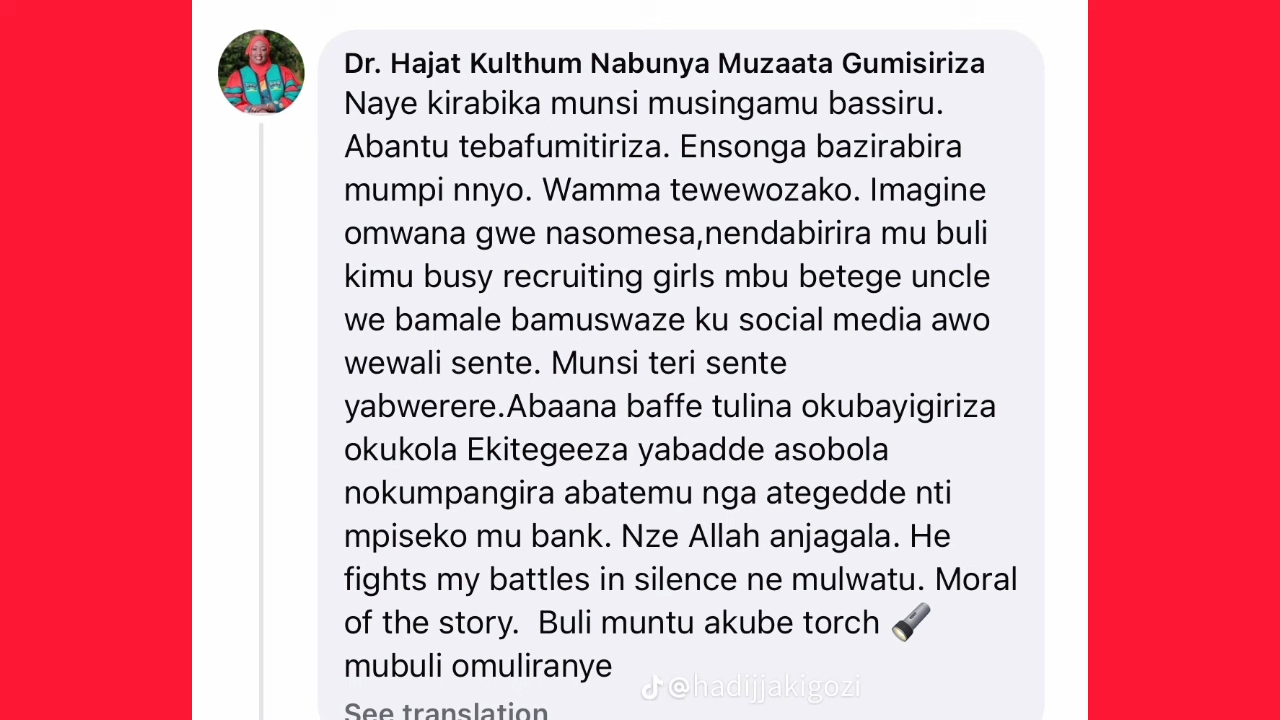 Dr. Hajat Kulthum Nabunya Muzaata Gumisiriza
Naye kirabika munsi musingamu bassiru.
Abantu tebafumitiriza. Ensonga bazirabira
mumpi nnyo. Wamma tewewozako. Imagine
omwana gwe nasomesa,nendabirira mu buli
kimu busy recruiting girls mbu betege uncle
we bamale bamuswaze ku social media awo
wewali sente. Munsi teri sente
yabwerere.Abaana baffe tulina okubayigiriza
okukola Ekitegeeza yabadde asobola
nokumpangira abatemu nga ategedde nti
mpiseko mu bank. Nze Allah anjagala. He
fights my battles in silence ne mulwatu. Moral
of the story.  Buli muntu akube torch 🔦
mubuli omuliranye
@hadijjakigozi
See translation